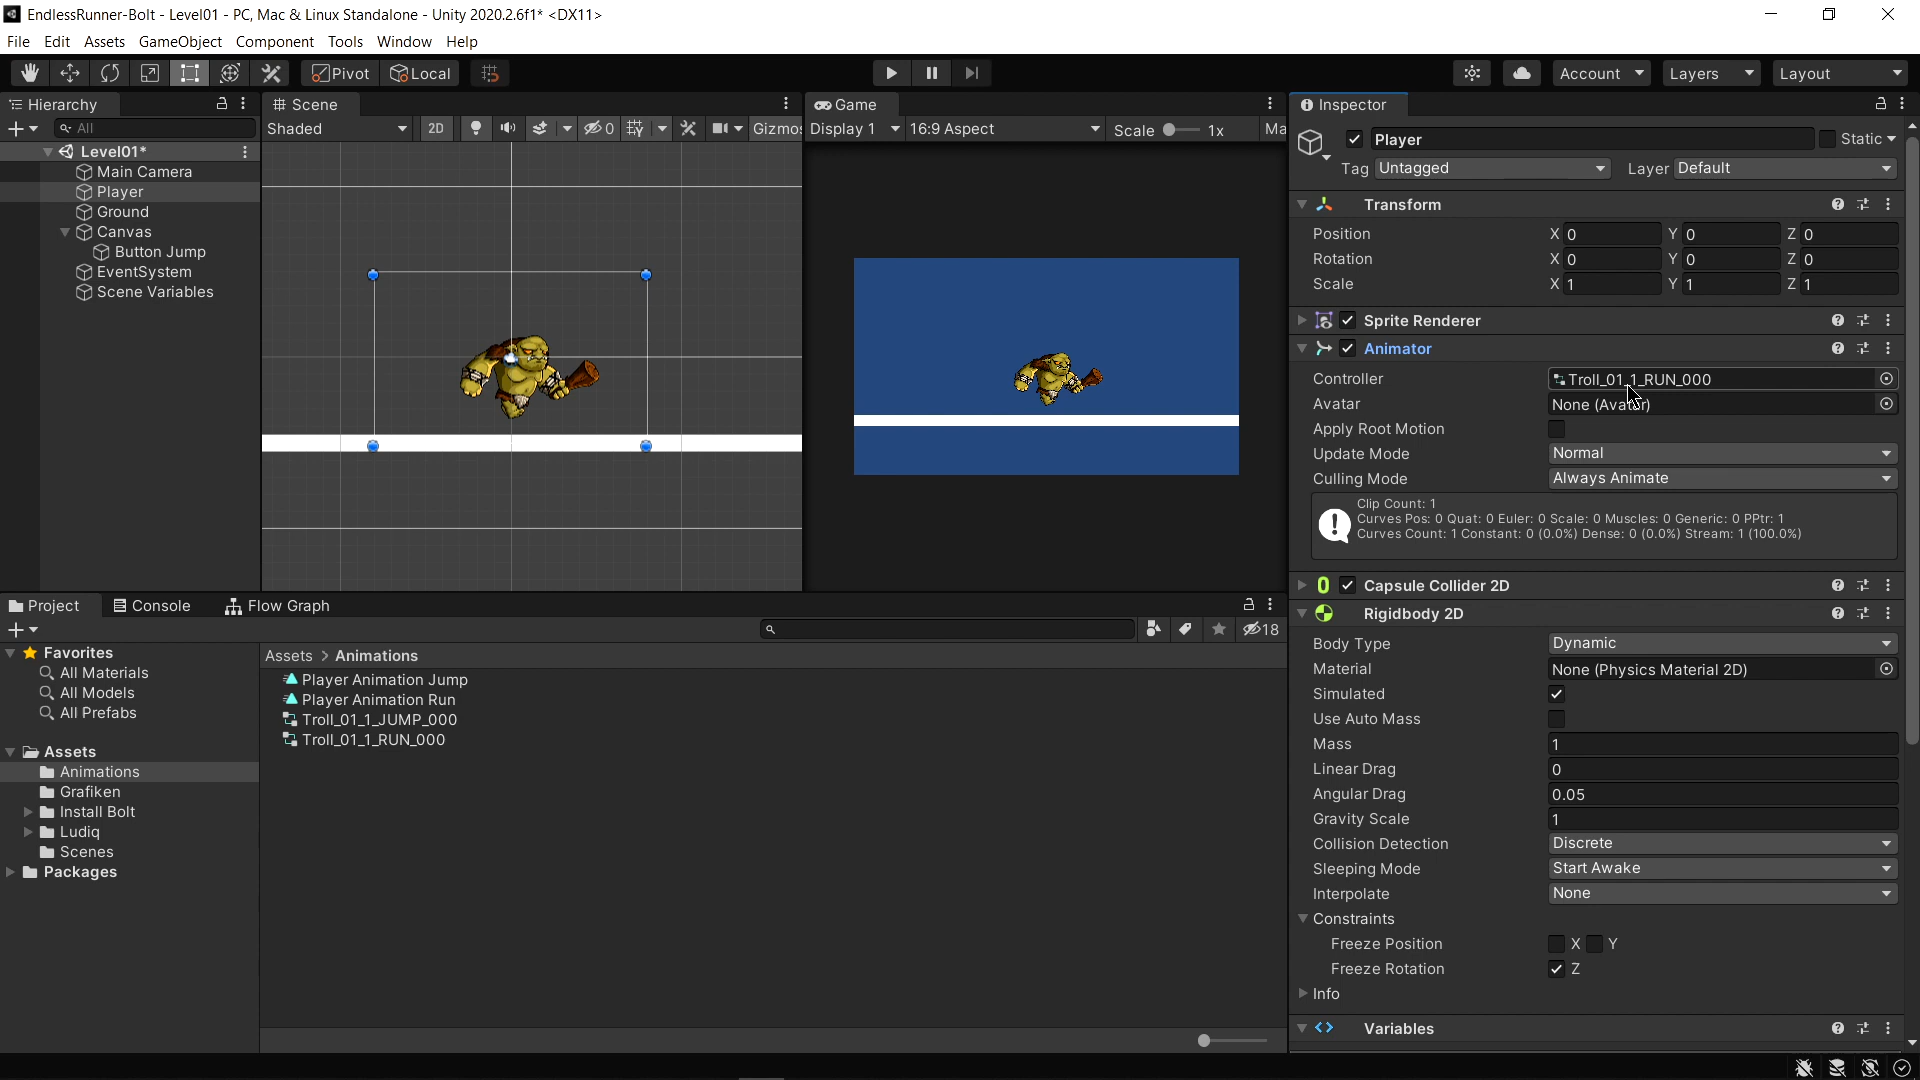 EndlessRunner-Bolt - Level01 - PC, Mac & Linux Standalone - Unity 2020.2.6f1* <DX11>
File Edit Assets GameObject Component Tools Window Help
Pivot Local Account Layers Layout
Hierarchy
All
Level01*
Main Camera
Player
Ground
Canvas
Button Jump
EventSystem
Scene Variables
Scene
Shaded 2D 0 Gizmos
Game
Display 1 16:9 Aspect Scale 1x Ma
Inspector
Player Static
Tag Untagged Layer Default
Transform
Position X 0 Y 0 Z 0
Rotation X 0 Y 0 Z 0
Scale X 1 Y 1 Z 1
Sprite Renderer
Animator
Controller Troll_01_1_RUN_000
Avatar None (Avatar)
Apply Root Motion
Update Mode Normal
Culling Mode Always Animate
Clip Count: 1
Curves Pos: 0 Quat: 0 Euler: 0 Scale: 0 Muscles: 0 Generic: 0 PPtr: 1
Curves Count: 1 Constant: 0 (0.0%) Dense: 0 (0.0%) Stream: 1 (100.0%)
Capsule Collider 2D
Rigidbody 2D
Body Type Dynamic
Material None (Physics Material 2D)
Simulated
Use Auto Mass
Mass 1
Linear Drag 0
Angular Drag 0.05
Gravity Scale 1
Collision Detection Discrete
Sleeping Mode Start Awake
Interpolate None
Constraints
Freeze Position X Y
Freeze Rotation Z
Info
Variables
Project Console Flow Graph
18
Favorites
All Materials
All Models
All Prefabs
Assets
Animations
Grafiken
Install Bolt
Ludiq
Scenes
Packages
Assets > Animations
Player Animation Jump
Player Animation Run
Troll_01_1_JUMP_000
Troll_01_1_RUN_000